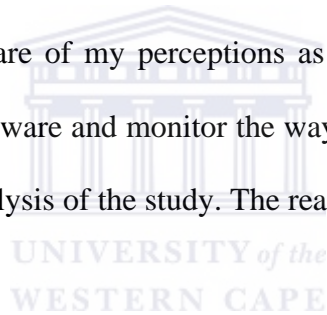 are of my perceptions as
ware and monitor the way
lysis of the study. The rea
UNIVERSITY of the
WESTERN CAPE